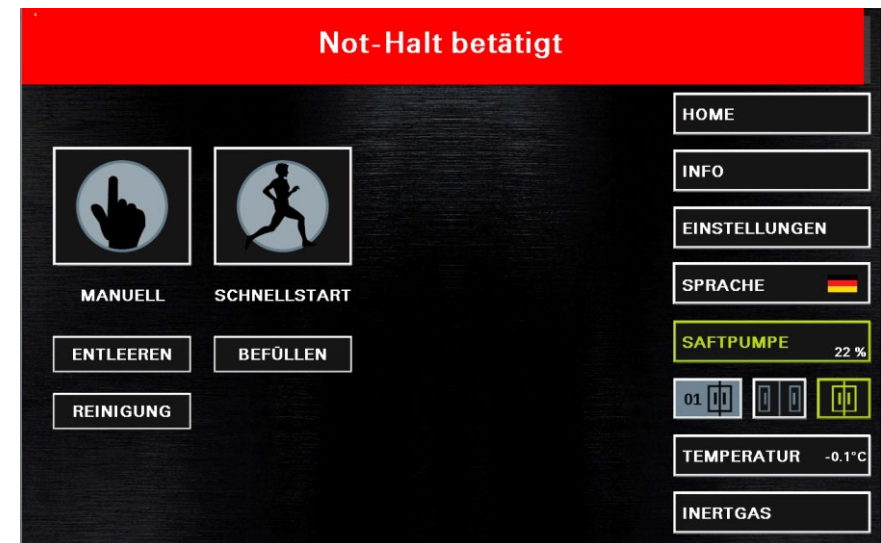 Not-Halt betätigt
HOME
INFO
EINSTELLUNGEN
MANUELL
SCHNELLSTART
SPRACHE
ENTLEEREN
BEFÜLLEN
SAFTPUMPE
22 %
REINIGUNG
01
TEMPERATUR -0.1°C
INERTGAS